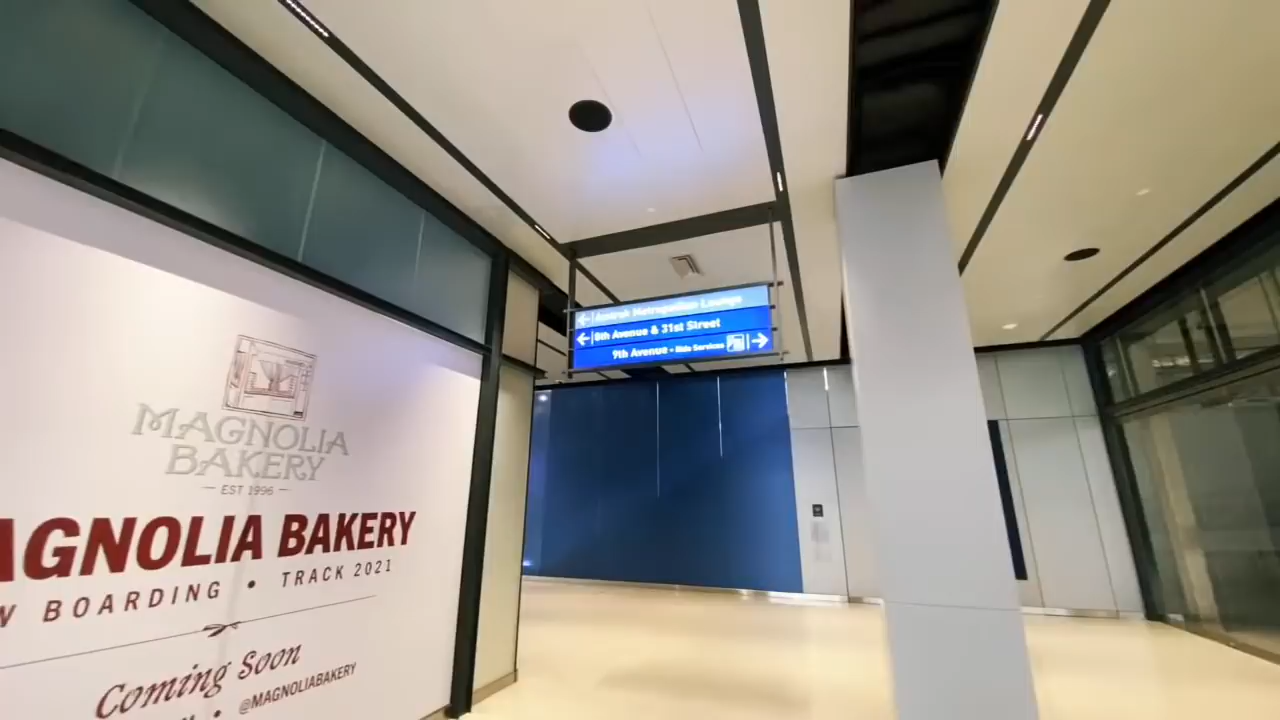 MAGNOLIA
BAKERY
EST 1996
AGNOLIA BAKERY
W BOARDING • TRACK 2021
Coming Soon
• @MAGNOLIABAKERY
Amtrak Metropolitan Lounge
8th Avenue & 31st Street
9th Avenue • Ride Services